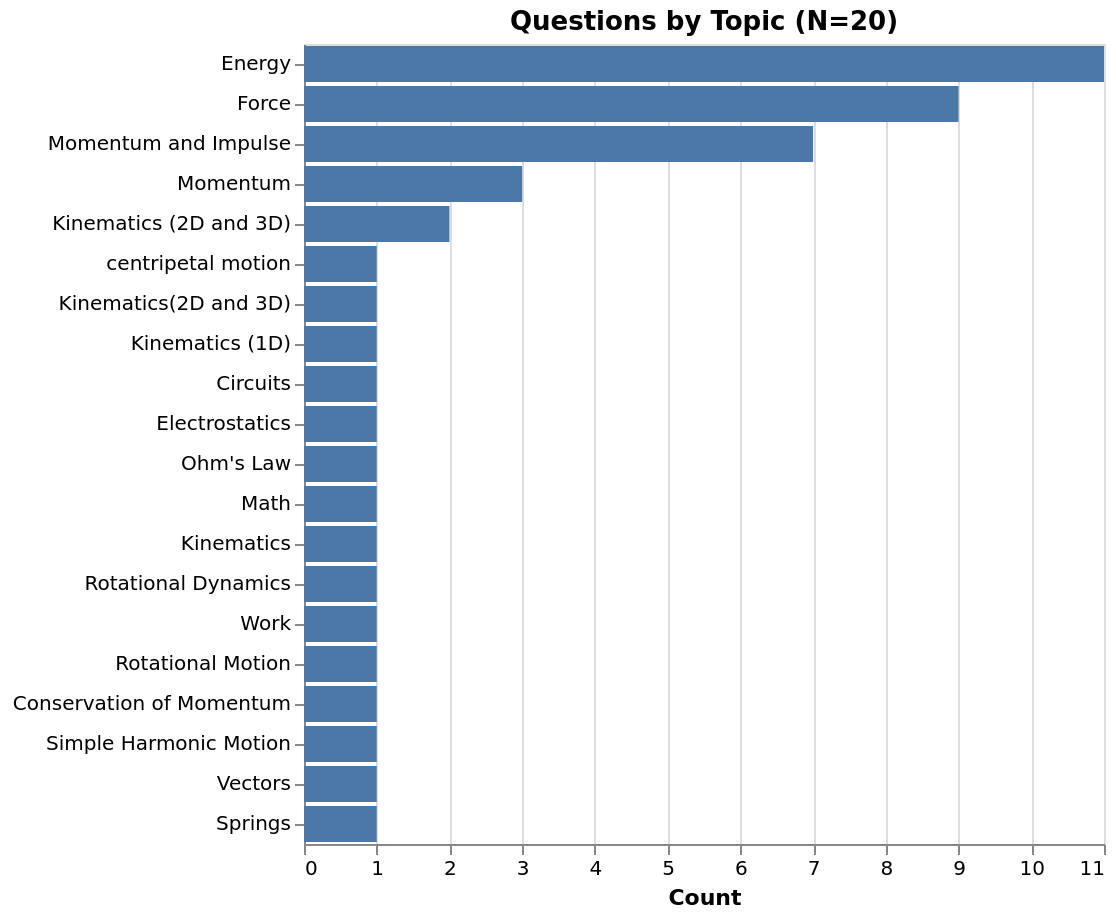 Questions by Topic (N=20)
Energy
Force
Momentum and Impulse
Momentum
Kinematics (2D and 3D)
centripetal motion
Kinematics(2D and 3D)
Kinematics (1D)
Circuits
Electrostatics
Ohm's Law
Math
Kinematics
Rotational Dynamics
Work
Rotational Motion
Conservation of Momentum
Simple Harmonic Motion
Vectors
Springs
0 1 2 3 4 5 6 7 8 9 10 11
Count